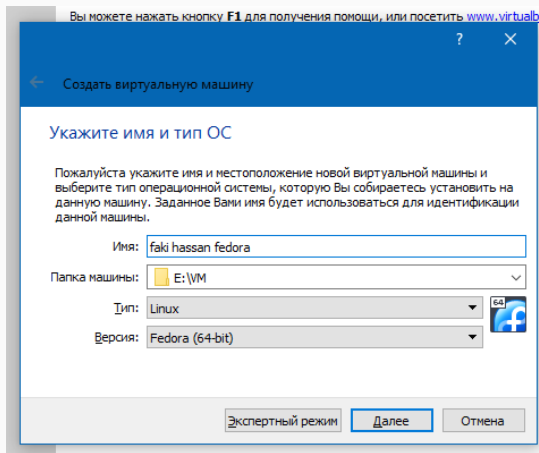 Вы можете нажать кнопку F1 для получения помощи, или посетить www.virtualb
?
Создать виртуальную машину
Укажите имя и тип ОС
Пожалуйста укажите имя и местоположение новой виртуальной машины и
выберите тип операционной системы, которую Вы собираетесь установить на
данную машину. Заданное Вами имя будет использоваться для идентификации
данной машины.
Имя: faki hassan fedora
Папка машины: E:\VM
Тип: Linux
64
Версия: Fedora (64-bit)
Экспертный режим Далее Отмена